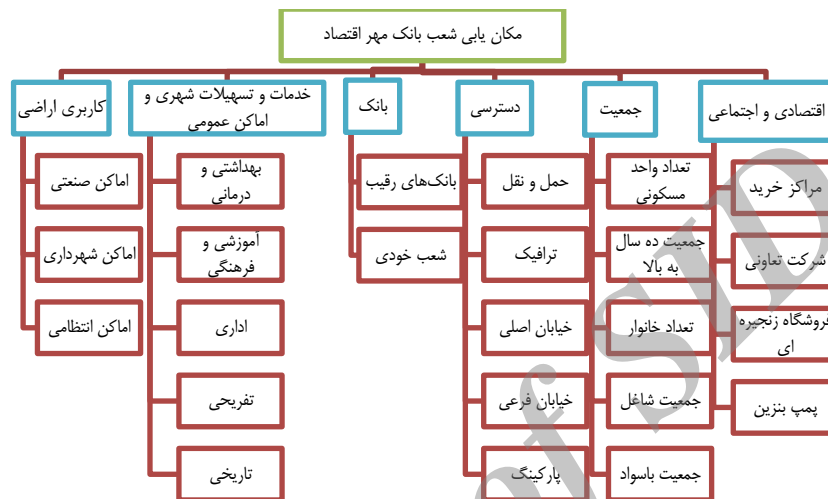 مکان یابی شعب بانک مهر اقتصاد
اقتصادی و اجتماعی
مراکز خرید
شرکت تعاونی
فروشگاه زنجیره
ای
پمپ بنزین
جمعیت
تعداد واحد
مسکونی
جمعیت ده سال
به بالا
تعداد خانوار
جمعیت شاغل
جمعیت باسواد
دسترسی
حمل و نقل
ترافیک
خیابان اصلی
خیابان فرعی
پارکینگ
بانک
بانک‌های رقیب
شعب خودی
خدمات و تسهیلات شهری و
اماکن عمومی
بهداشتی و
درمانی
آموزشی و
فرهنگی
اداری
تفریحی
تاریخی
کاربری اراضی
اماکن صنعتی
اماکن شهرداری
اماکن انتظامی
of SID